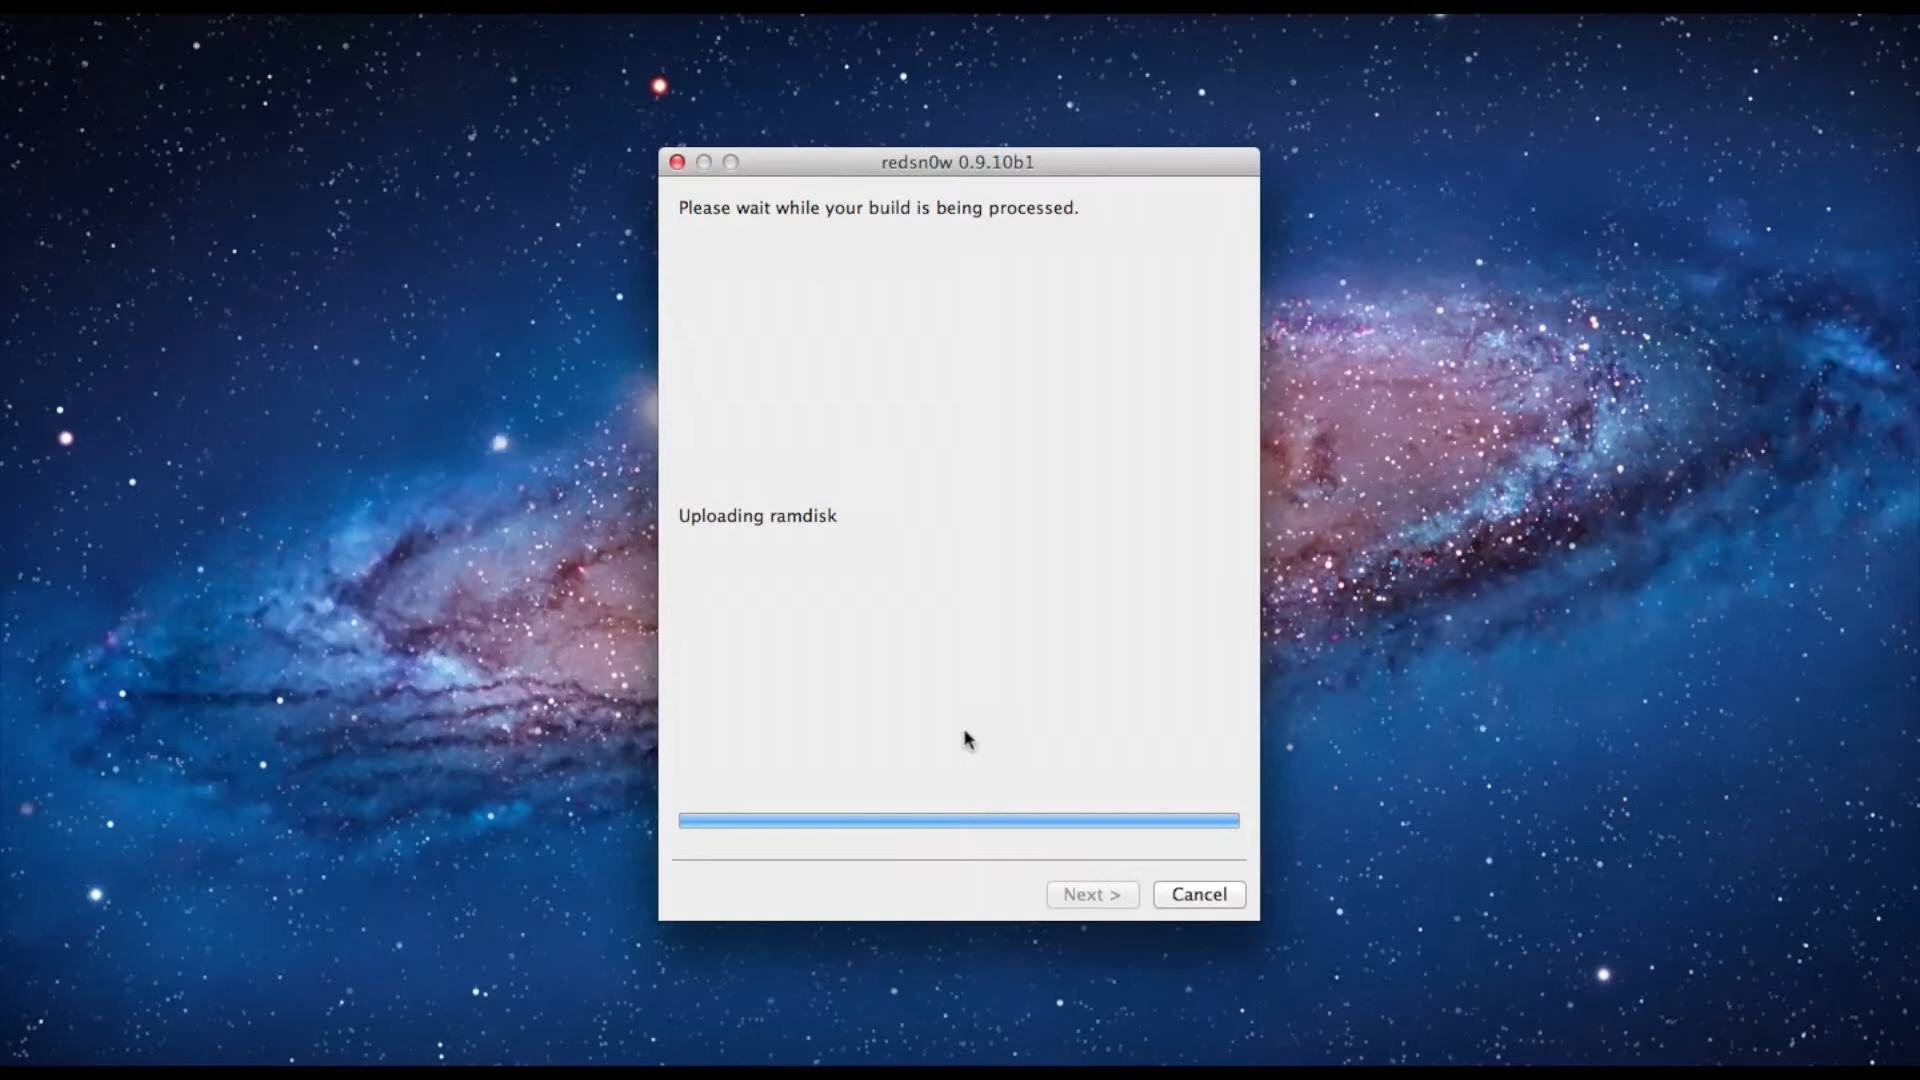 redsn0w 0.9.10b1
Please wait while your build is being processed.
Uploading ramdisk
Next >
Cancel